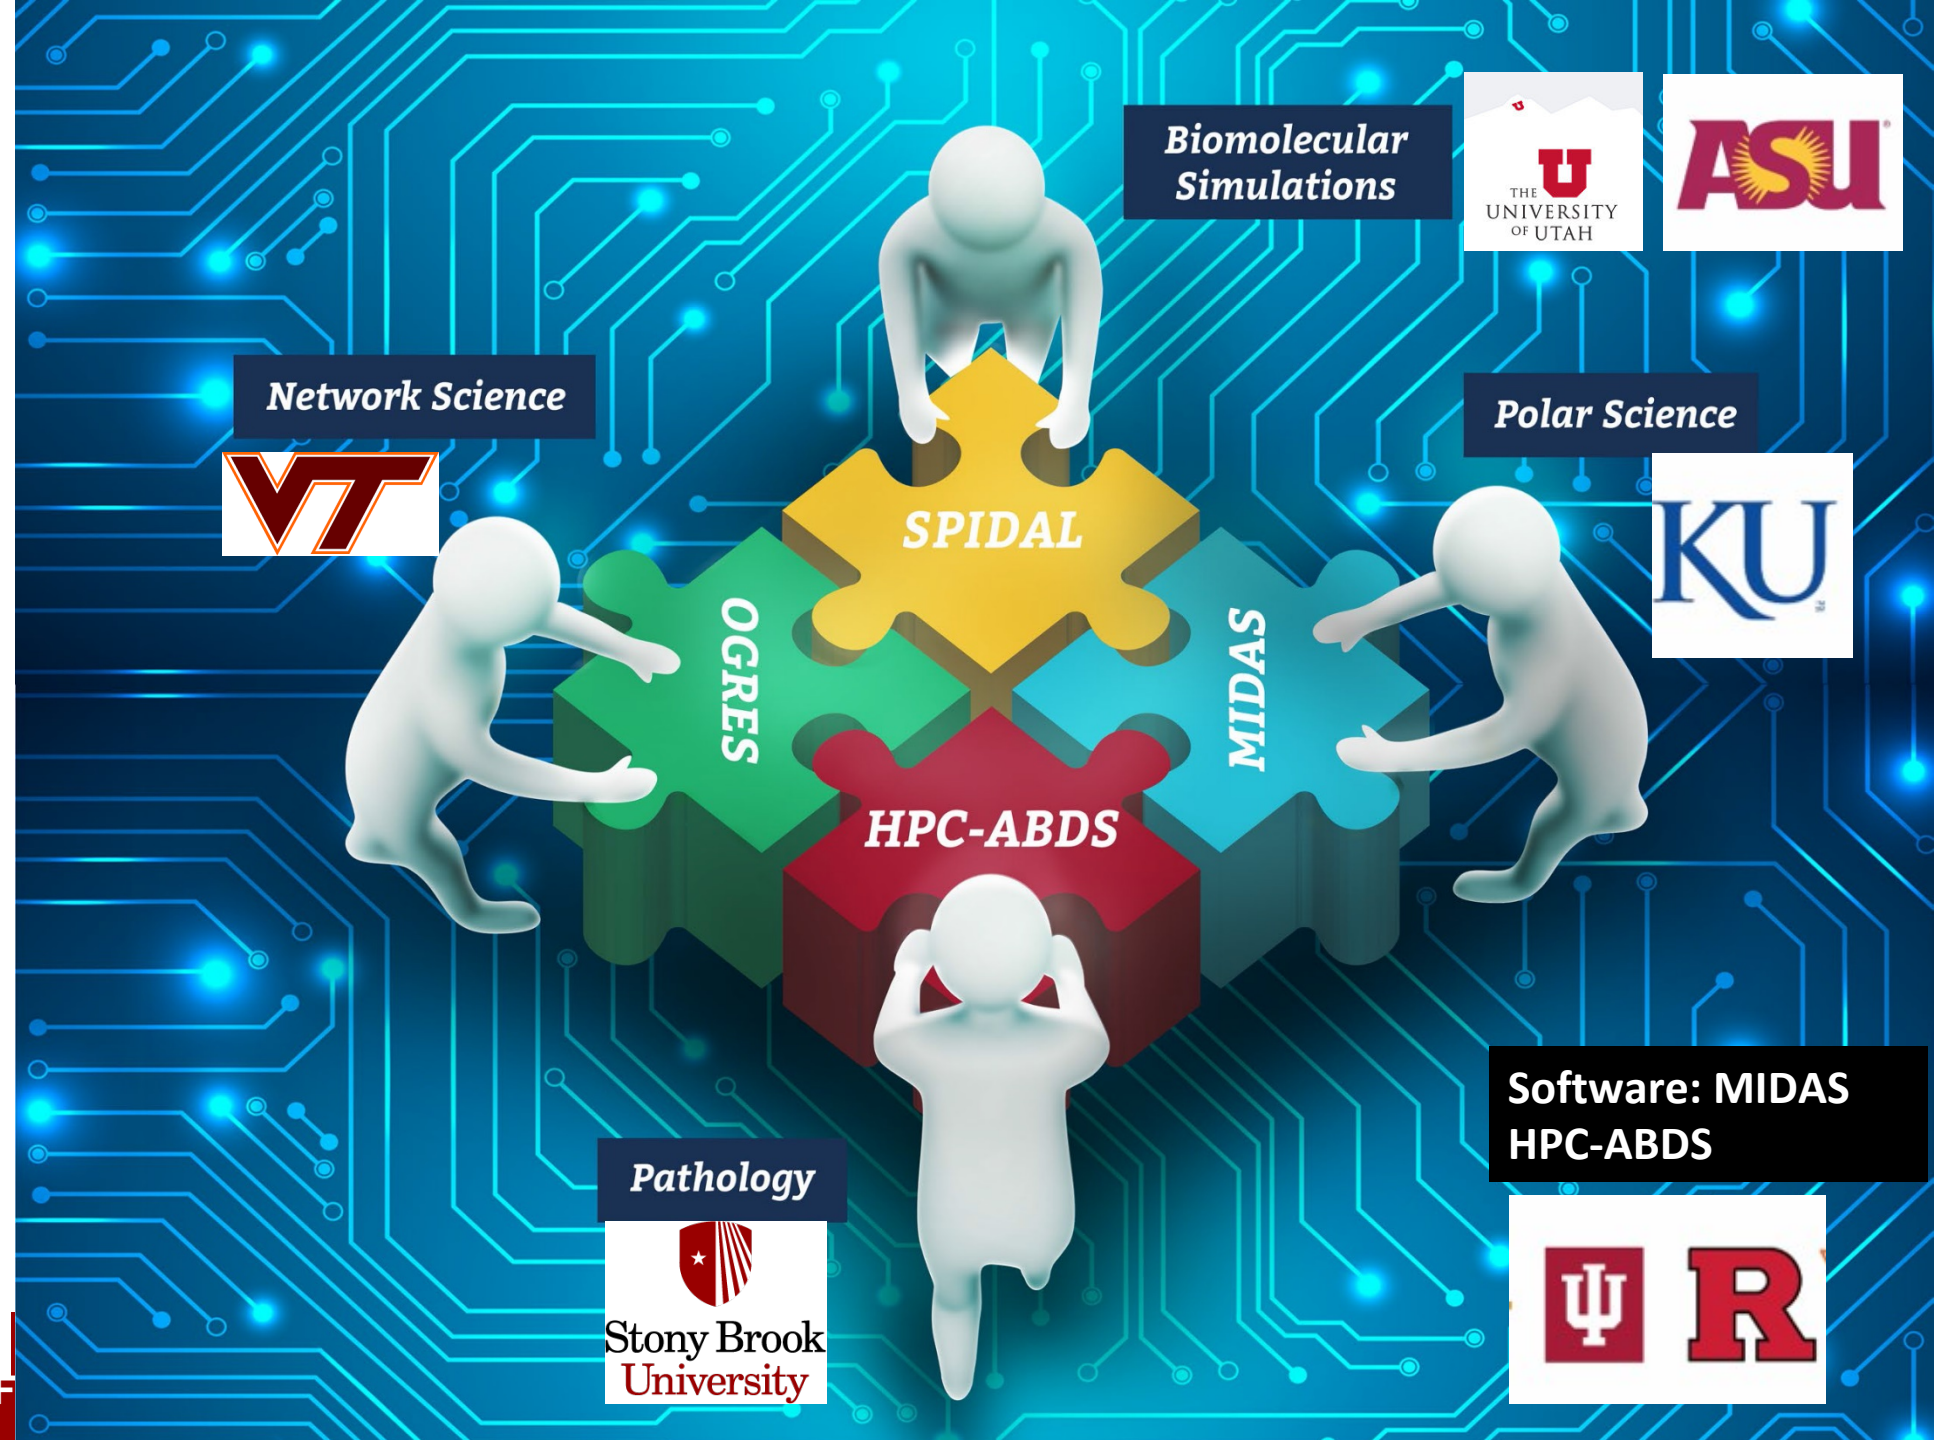 Biomolecular
Simulations
U
THE
UNIVERSITY
OF UTAH
ASU
Network Science
VT
Polar Science
KU
SPIDAL
OGRES
MIDAS
HPC-ABDS
Software: MIDAS
HPC-ABDS
Pathology
Stony Brook
University
R